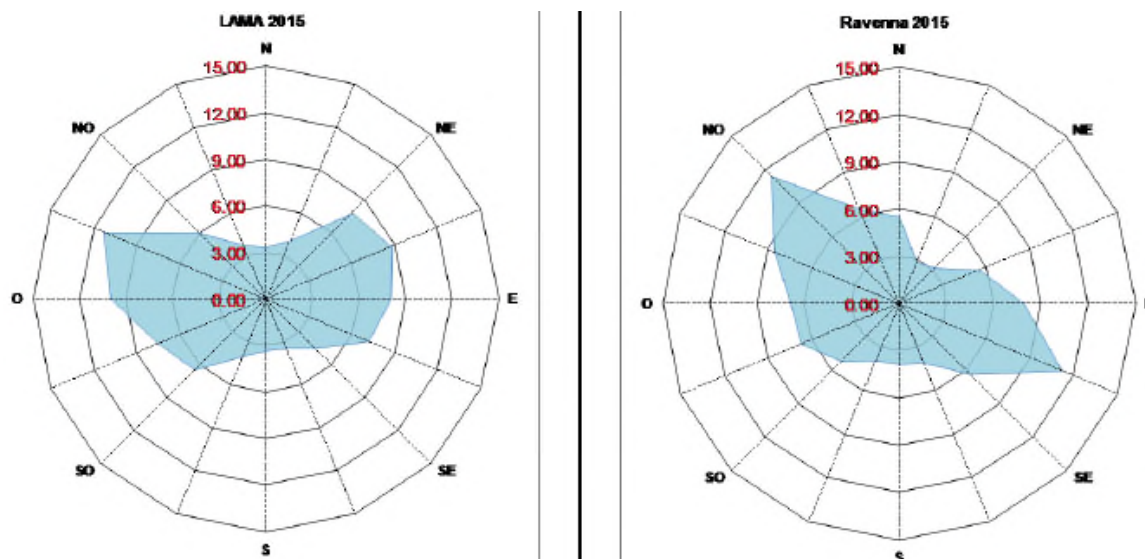 LAMA 2015
N
15,00
NO
12,00
NE
9,00
6,00
3,00
O
0,00
E
SO
SE
S
Ravenna 2015
N
15,00
NO
12,00
NE
9,00
6,00
3,00
O
0,00
SO
SE
S